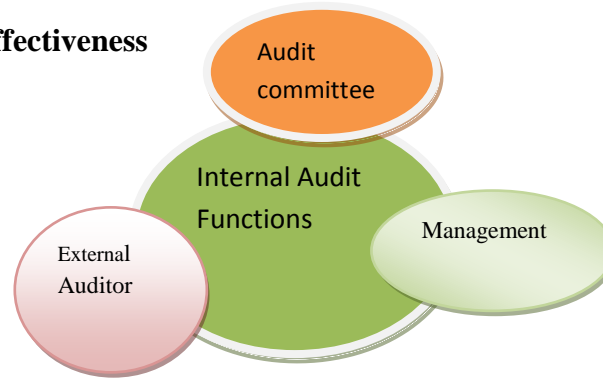 ffectiveness
Audit
committee
Internal Audit
Functions
External
Auditor
Management